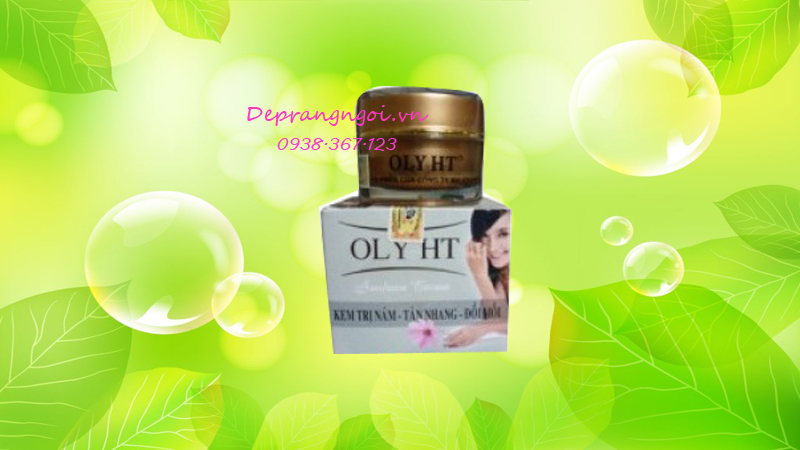 Deprangngoi.vn
0938·367·123
OLY HT
OLY HT
KEM TRỊ NÁM - TÀN NHANG - ĐỒI MỒI